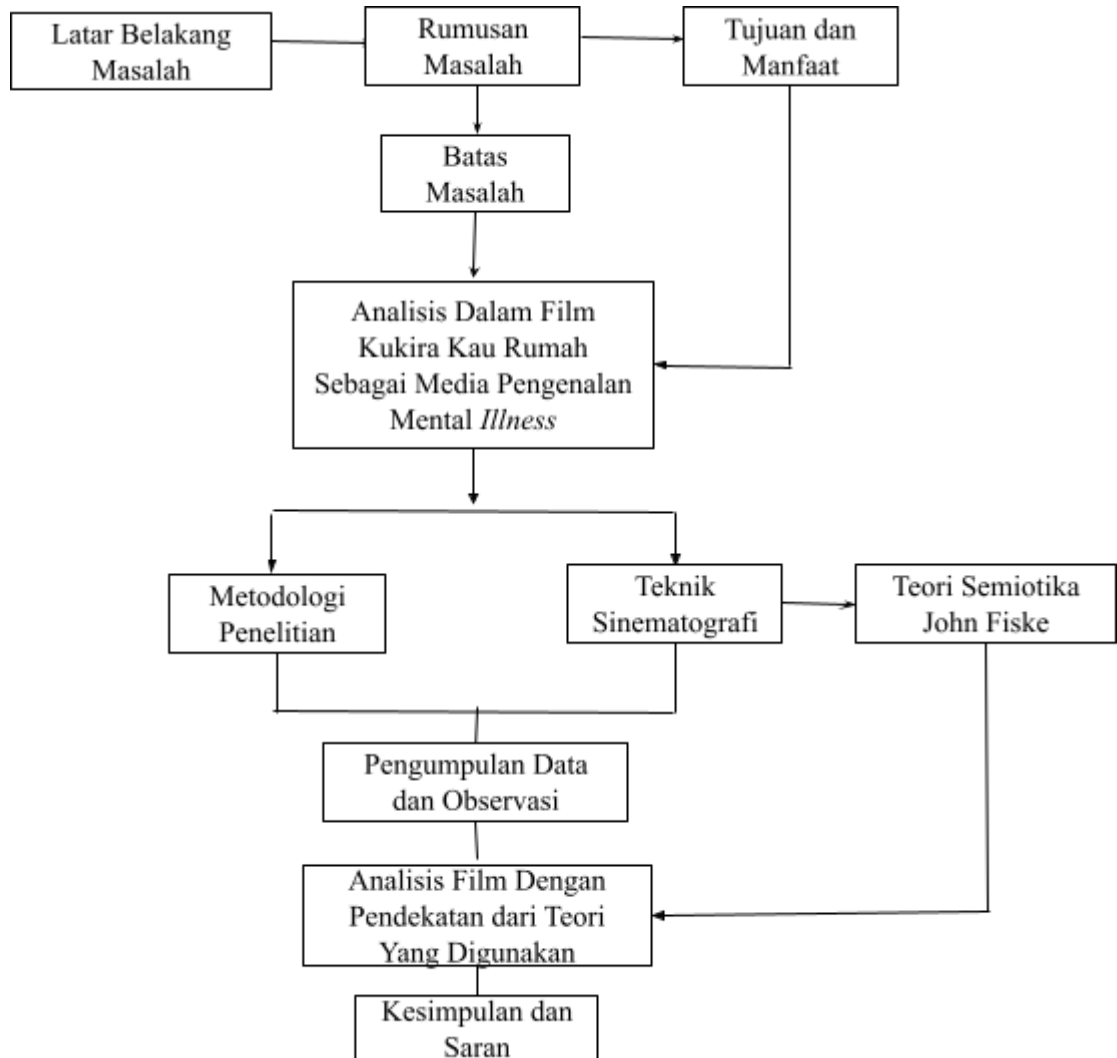 Latar Belakang
Masalah
Rumusan
Masalah
Tujuan dan
Manfaat
Batas
Masalah
Analisis Dalam Film
Kukira Kau Rumah
Sebagai Media Pengenalan
Mental Illness
Metodologi
Penelitian
Teknik
Sinematografi
Teori Semiotika
John Fiske
Pengumpulan Data
dan Observasi
Analisis Film Dengan
Pendekatan dari Teori
Yang Digunakan
Kesimpulan dan
Saran